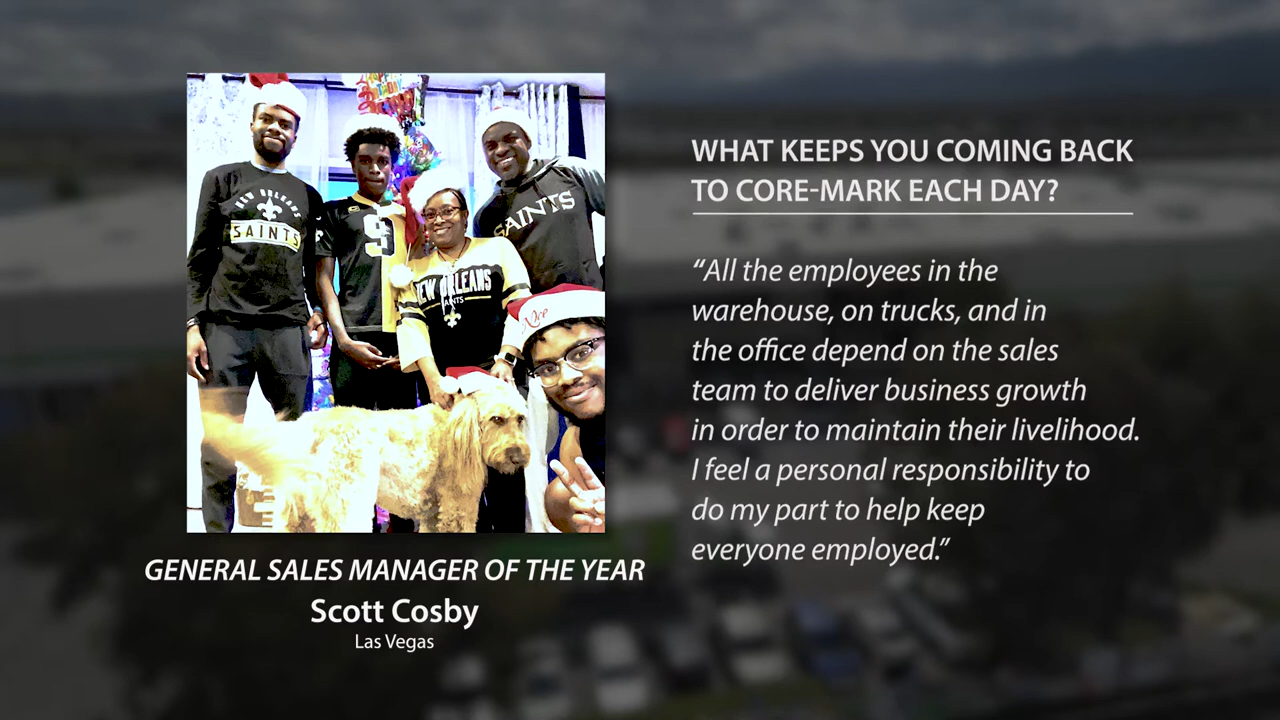 HAPPY
BIRTHDAY
NEW ORLEANS
SAINTS
9
SAINTS
NEW ORLEANS
SAINTS
Nice
GENERAL SALES MANAGER OF THE YEAR
Scott Cosby
Las Vegas
WHAT KEEPS YOU COMING BACK
TO CORE-MARK EACH DAY?
“All the employees in the
warehouse, on trucks, and in
the office depend on the sales
team to deliver business growth
in order to maintain their livelihood.
I feel a personal responsibility to
do my part to help keep
everyone employed.”